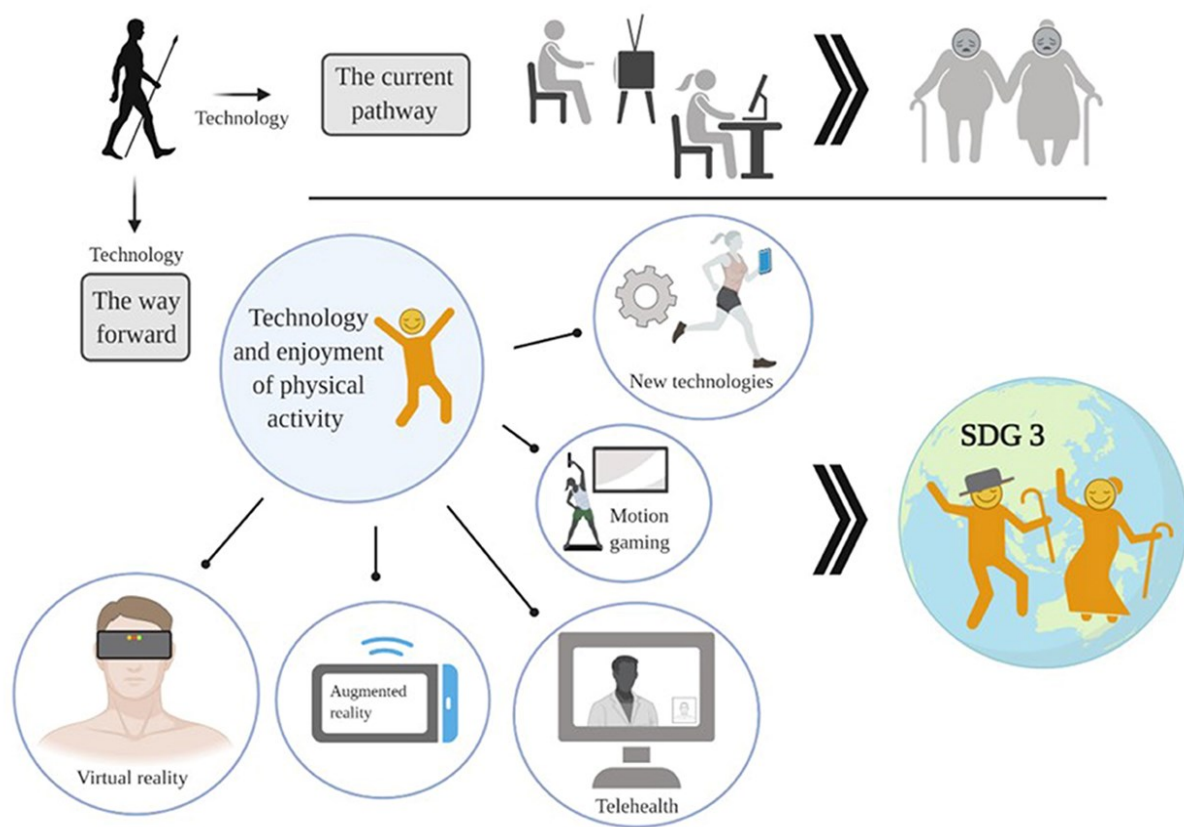 Technology
The current
pathway
Technology
The way
forward
Technology
and enjoyment
of physical
activity
New technologies
Motion
gaming
SDG 3
Virtual reality
Augmented
reality
Telehealth